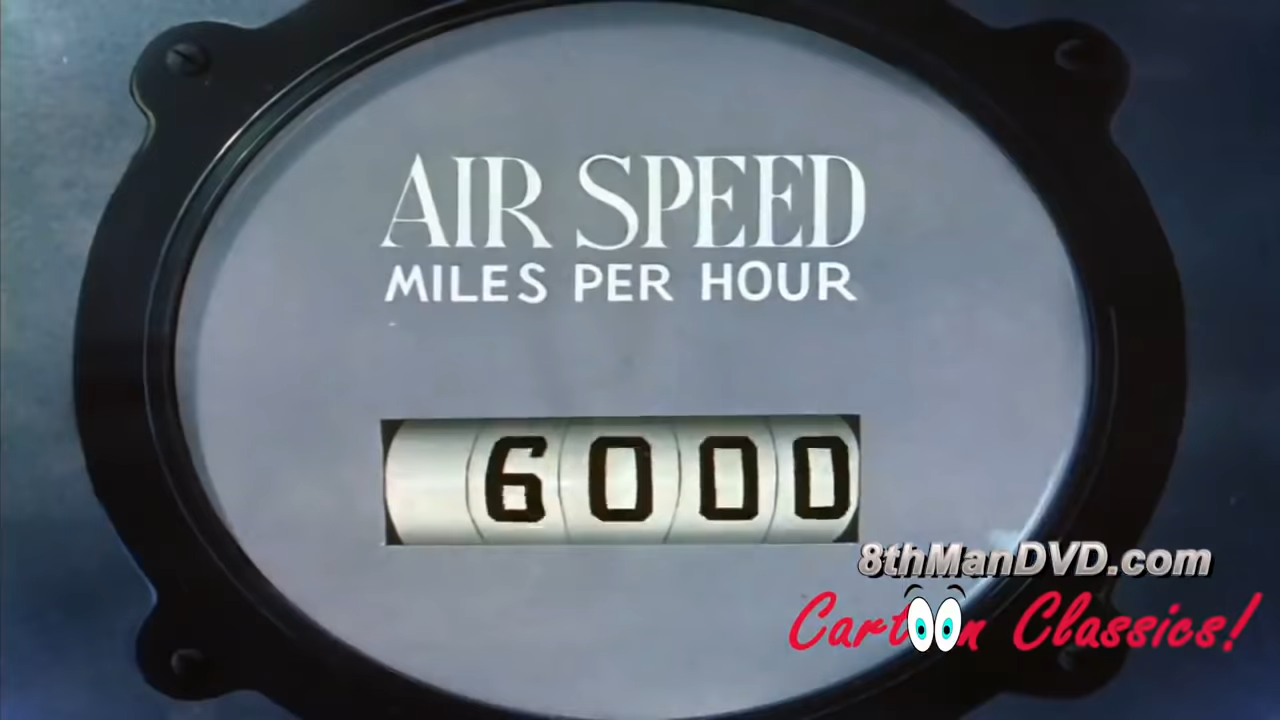 AIR SPEED
MILES PER HOUR
6000
8thManDVD.com
Cartoon Classics!